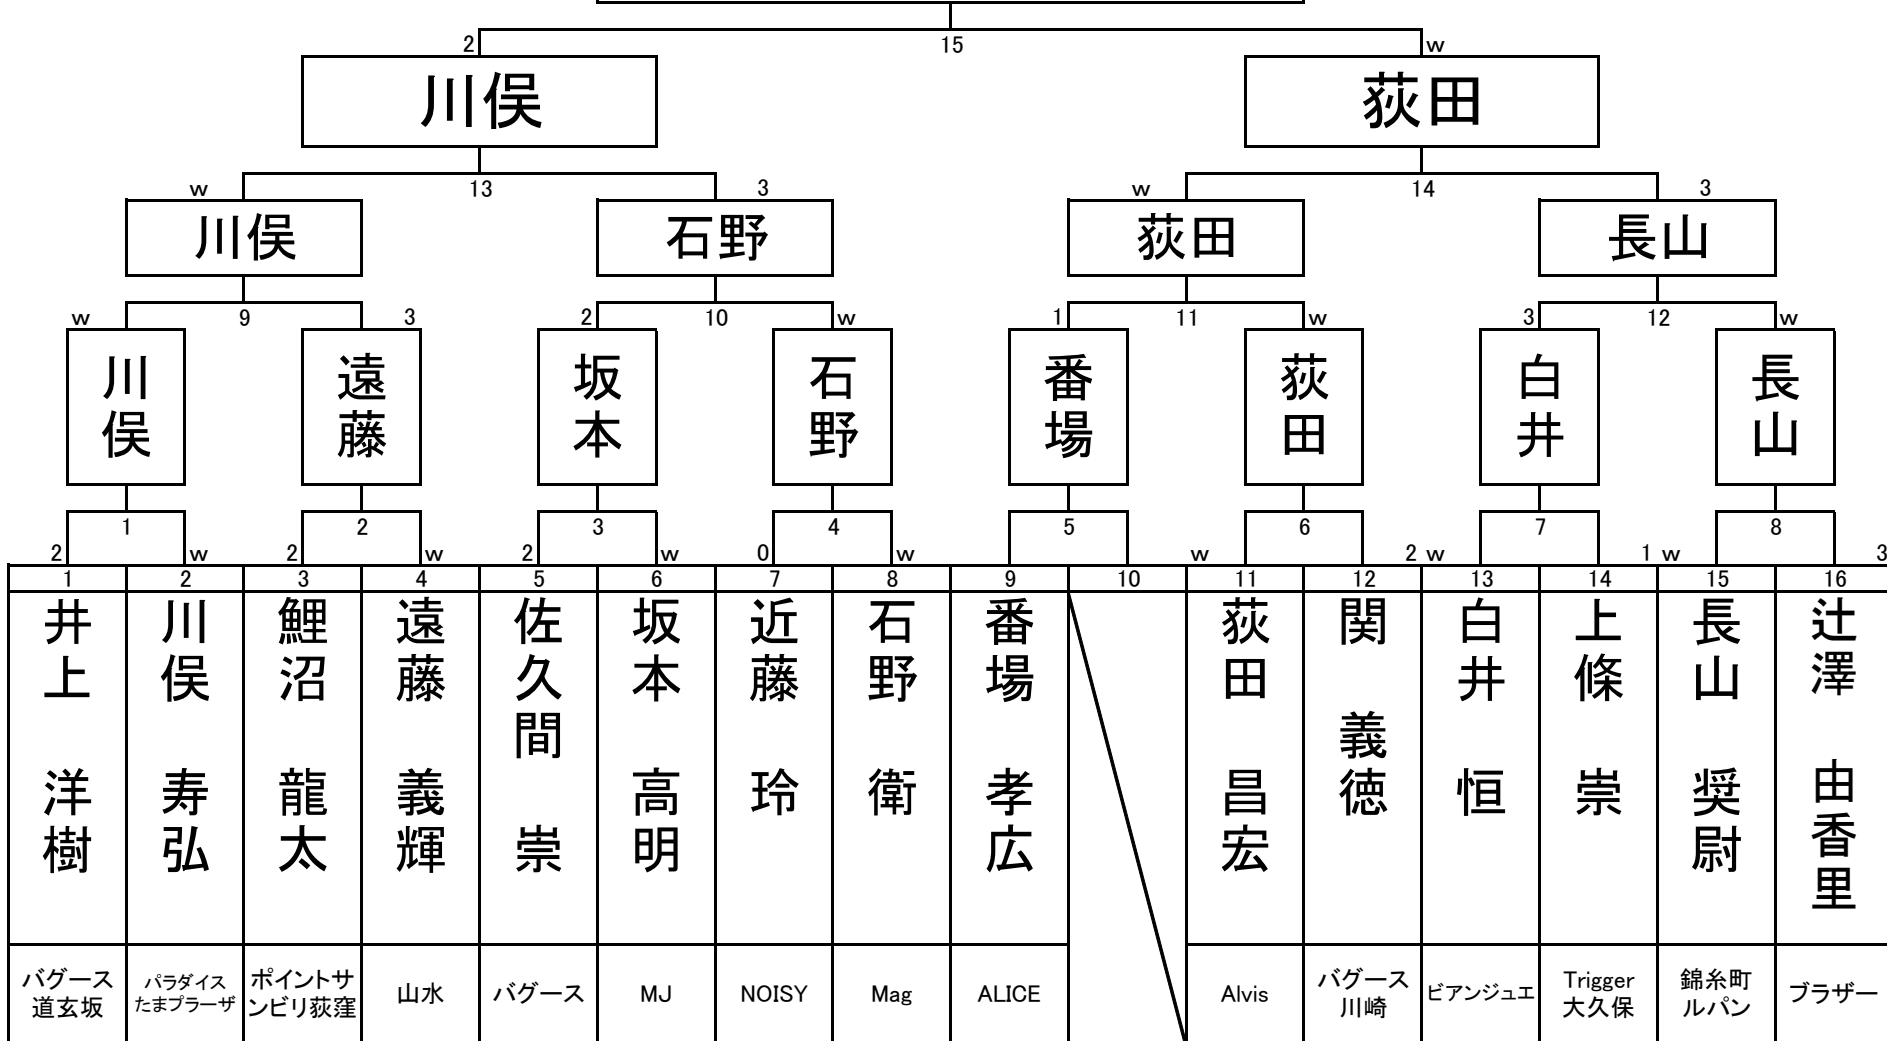 2 15 w
川俣 荻田
w 13 3 w 14 3
川俣 石野 荻田 長山
w 9 3 2 10 w 1 11 w 3 12 w
川俣 遠藤 坂本 石野 番場 荻田 白井 長山
1 2 3 4 5 6 7 8
2 w 2 w 2 w 0 w w 2 w 1 w 3
1 2 3 4 5 6 7 8 9 10 11 12 13 14 15 16
井上 洋樹
川俣 寿弘
鯉沼 龍太
遠藤 義輝
佐久間 崇
坂本 高明
近藤 玲
石野 衛
番場 孝広
荻田 昌宏
関 義徳
白井 恒
上條 崇
長山 奨尉
辻澤 由香里
バグース
道玄坂
パラダイス
たまプラーザ
ポイントサ
ンビリ荻窪
山水
バグース
MJ
NOISY
Mag
ALICE
Alvis
バグース
川崎
ビアンジュエ
Trigger
大久保
錦糸町
ルパン
ブラザー